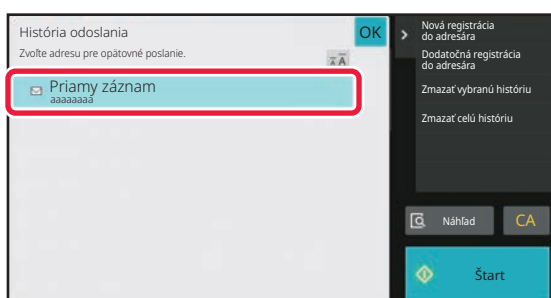 História odoslania
OK
Zvoľte adresu pre opätovné poslanie.
A A
Priamy záznam
aaaaaaaa
Nová registrácia
do adresára
Dodatočná registrácia
do adresára
Zmazať vybranú históriu
Zmazať celú históriu
Náhľad
CA
Štart